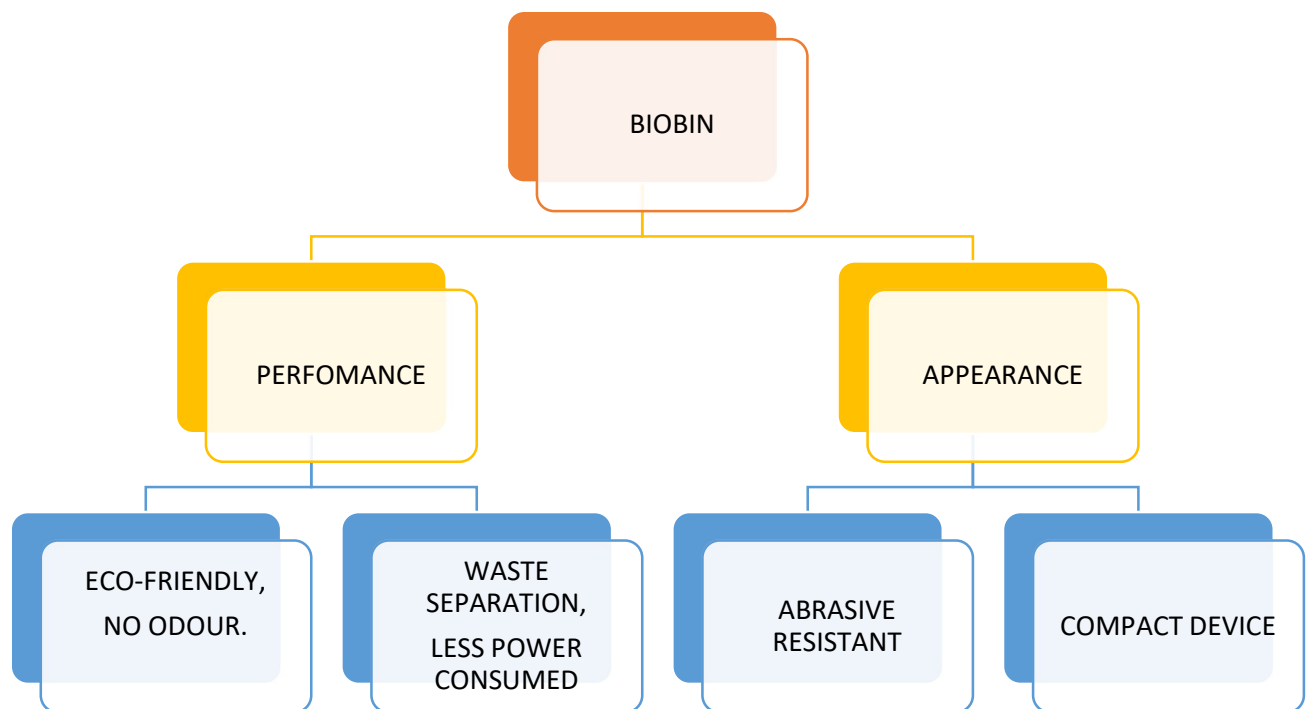 BIOBIN
PERFOMANCE
APPEARANCE
ECO-FRIENDLY,
NO ODOUR.
WASTE
SEPARATION,
LESS POWER
CONSUMED
ABRASIVE
RESISTANT
COMPACT DEVICE